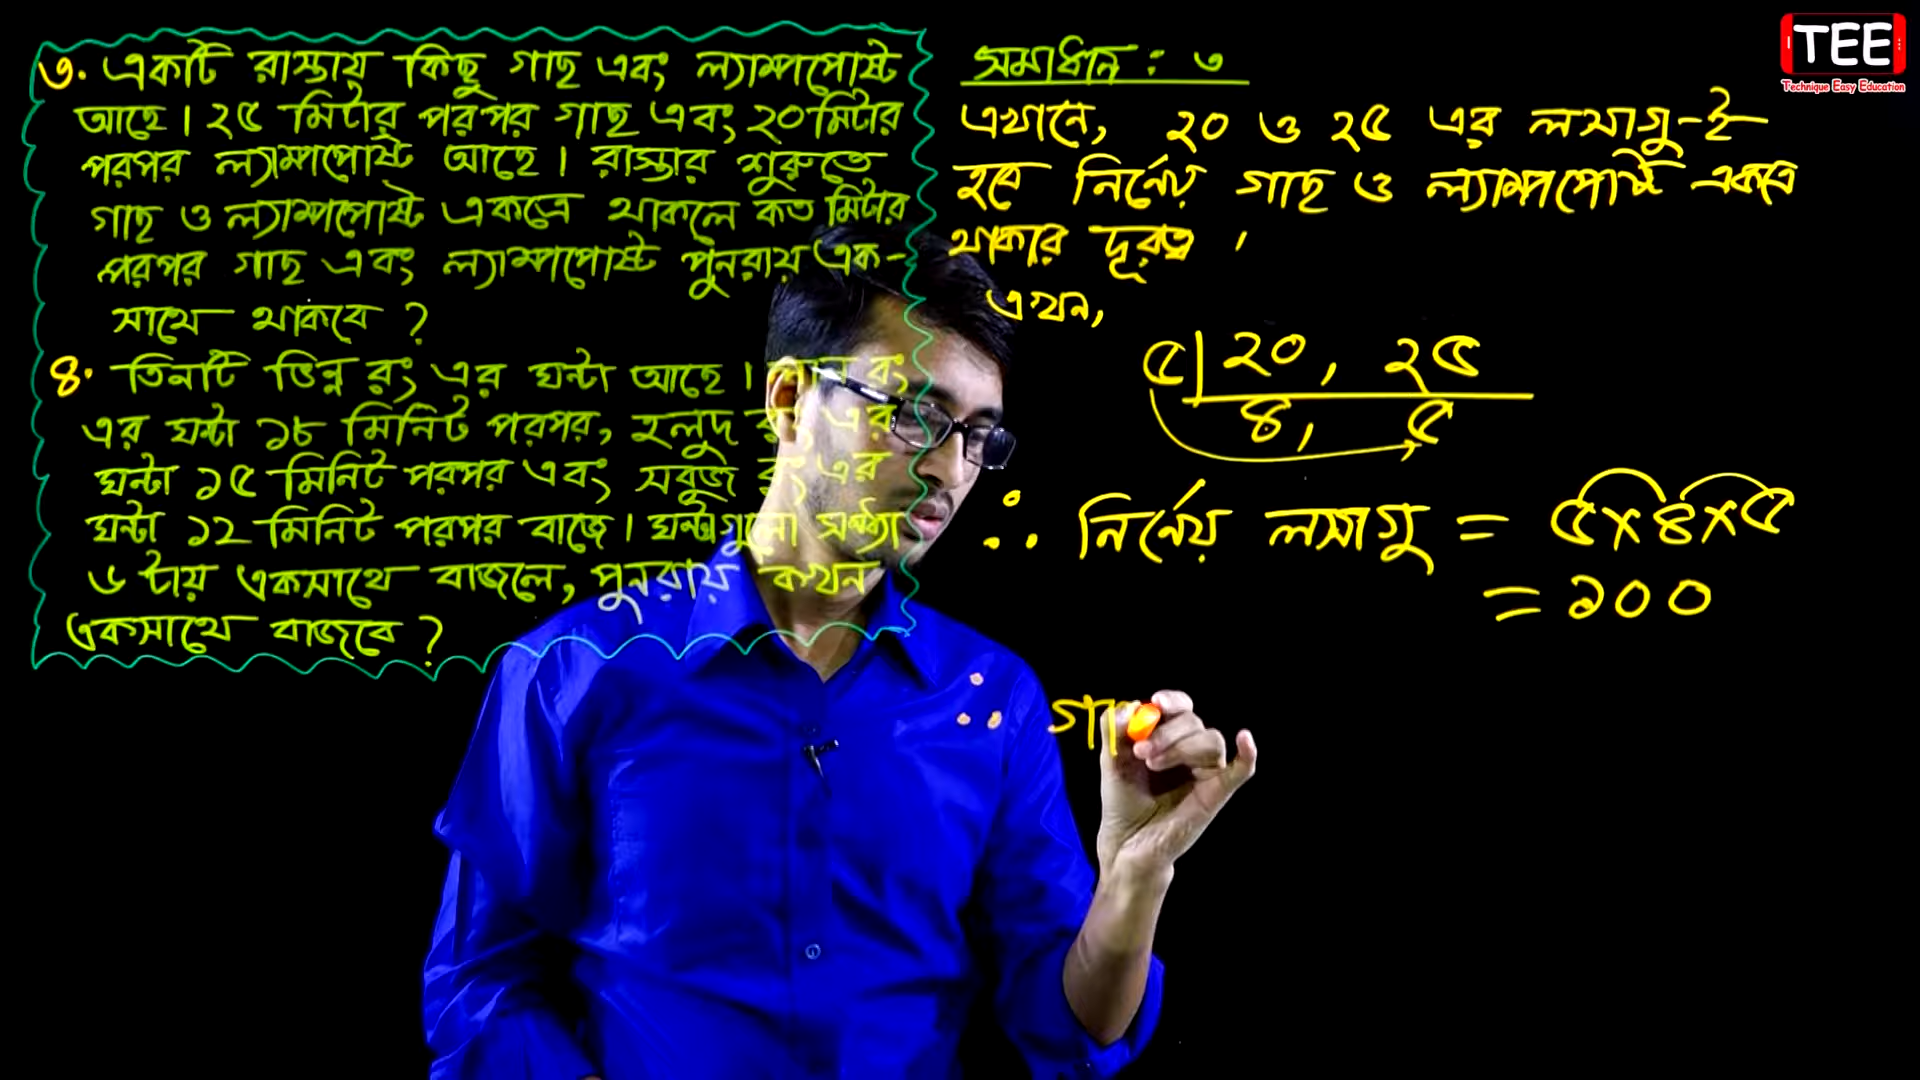 ৩. একটি রাস্তায় কিছু গাছ এবং ল্যাম্পপোষ্ট
আছে। ২৫ মিটার পরপর গাছ এবং ২০ মিটার
পরপর ল্যাম্পপোষ্ট আছে। রাস্তার শুরুতে
গাছ ও ল্যাম্পপোষ্ট একত্রে থাকলে কত মিটার
পরপর গাছ এবং ল্যাম্পপোষ্ট পুনরায় এক-
সাথে থাকবে ?
৪. তিনটি ভিন্ন রং এর ঘন্টা আছে। রং
এর ঘন্টা ১৮ মিনিট পরপর, হলুদ রং এর
ঘন্টা ১৫ মিনিট পরপর এবং সবুজ রং এর
ঘন্টা ১২ মিনিট পরপর বাজে। ঘন্টাগুলো সন্ধ্যা
৬ টায় একসাথে বাজলে, পুনরায় কখন
একসাথে বাজবে ?
সমাধান : ৩
এখানে, ২০ ও ২৫ এর লসাগু-ই
হবে নির্ণেয় গাছ ও ল্যাম্পপোষ্ট একত্রে
থাকার দূরত্ব ।
এখন,
৫ | ২০, ২৫
৪, ৫
∴ নির্ণেয় লসাগু = ৫×৪×৫
= ১০০
∴ গা
TEE
Technique Easy Education